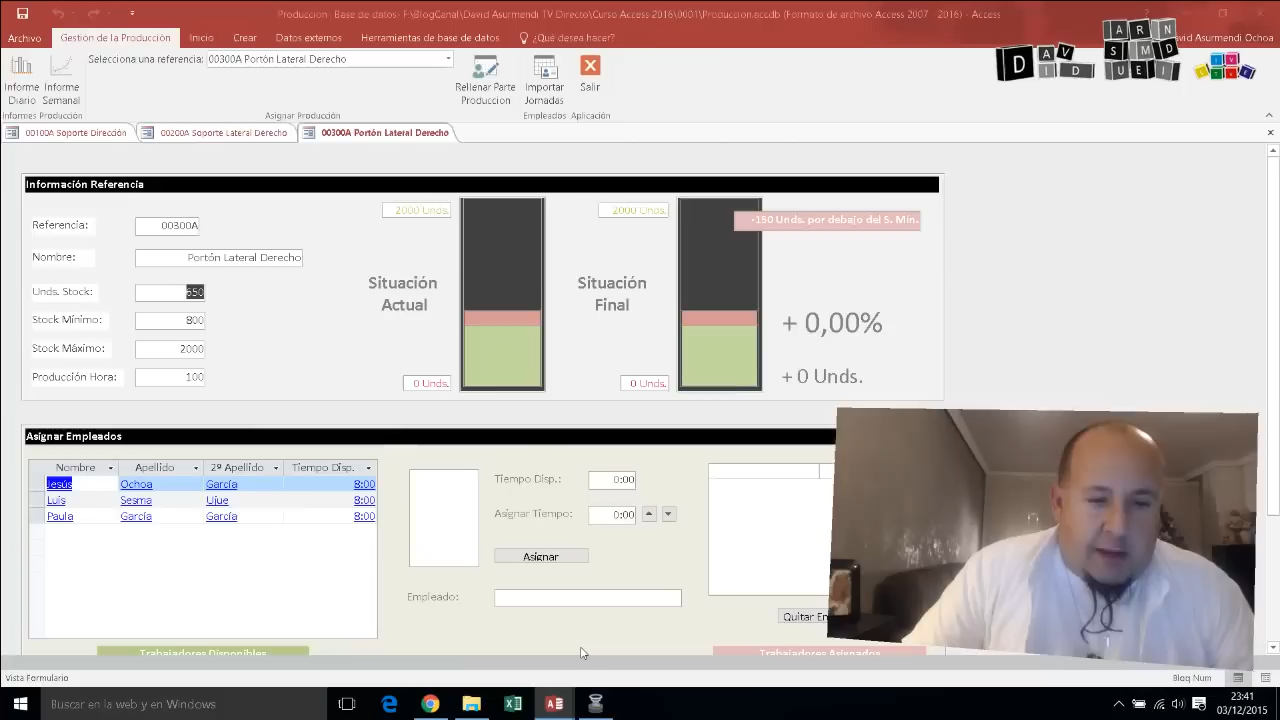 Produccion : Base de datos- F:\BlogCanal\David Asurmendi TV Directo\Curso Access 2016\0001\Produccion.accdb (Formato de archivo Access 2007 - 2016) - Access
Archivo Gestión de la Producción Inicio Crear Datos externos Herramientas de base de datos ¿Qué desea hacer? David Asurmendi Ochoa
Selecciona una referencia: 00300A Portón Lateral Derecho
Informe Diario
Informe Semanal
Rellenar Parte Produccion
Importar Jornadas
Salir
Informes Producción Asignar Producción Empleados Aplicación
00100A Soporte Dirección 00200A Soporte Lateral Derecho 00300A Portón Lateral Derecho
Información Referencia
Referencia: 00300A
Nombre: Portón Lateral Derecho
Unds. Stock: 650
Stock Mínimo: 800
Stock Máximo: 2000
Producción Hora: 100
2000 Unds.
Situación
Actual
0 Unds.
2000 Unds.
Situación
Final
0 Unds.
-150 Unds. por debajo del S. Min.
+ 0,00%
+ 0 Unds.
Asignar Empleados
Nombre Apellido 2º Apellido Tiempo Disp.
Jesús Ochoa García 8:00
Luis Sesma Ujue 8:00
Paula García García 8:00
Tiempo Disp.: 0:00
Asignar Tiempo: 0:00
Asignar
Empleado:
Quitar Em
Trabajadores Disponibles
Trabajadores Asignados
Vista Formulario Bloq Num
Buscar en la web y en Windows
23:41
03/12/2015